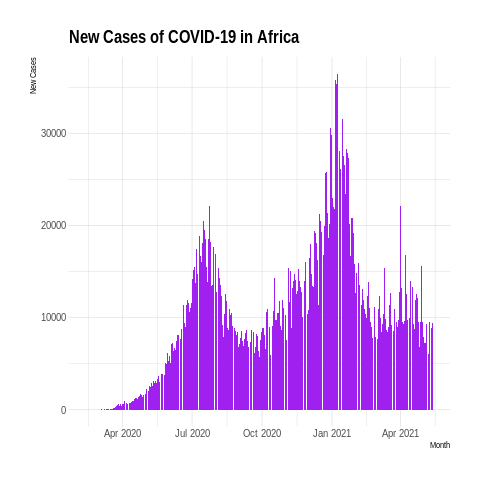 New Cases of COVID-19 in Africa
New Cases
30000
20000
10000
0
Apr 2020 Jul 2020 Oct 2020 Jan 2021 Apr 2021
Month